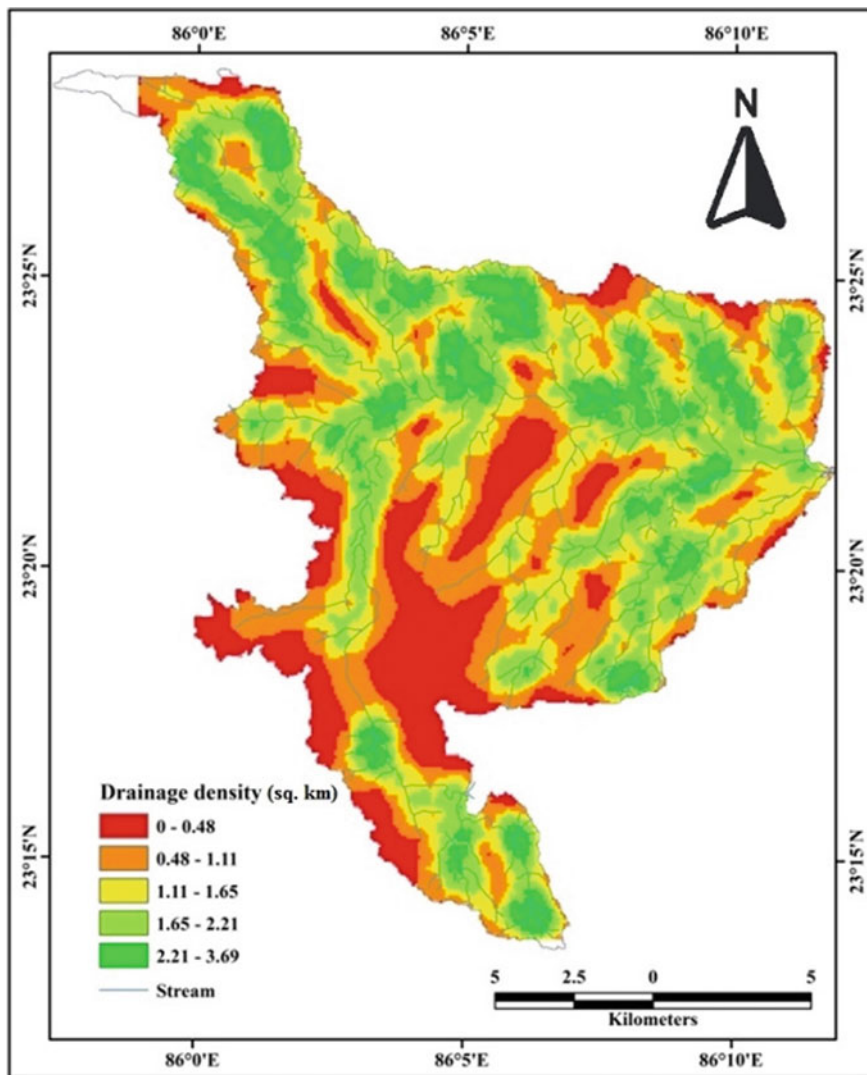 86°0'E 86°5'E 86°10'E
N
23°25'N 23°25'N
23°20'N 23°20'N
23°15'N 23°15'N
Drainage density (sq. km)
0 - 0.48
0.48 - 1.11
1.11 - 1.65
1.65 - 2.21
2.21 - 3.69
Stream
5 2.5 0 5
Kilometers
86°0'E 86°5'E 86°10'E